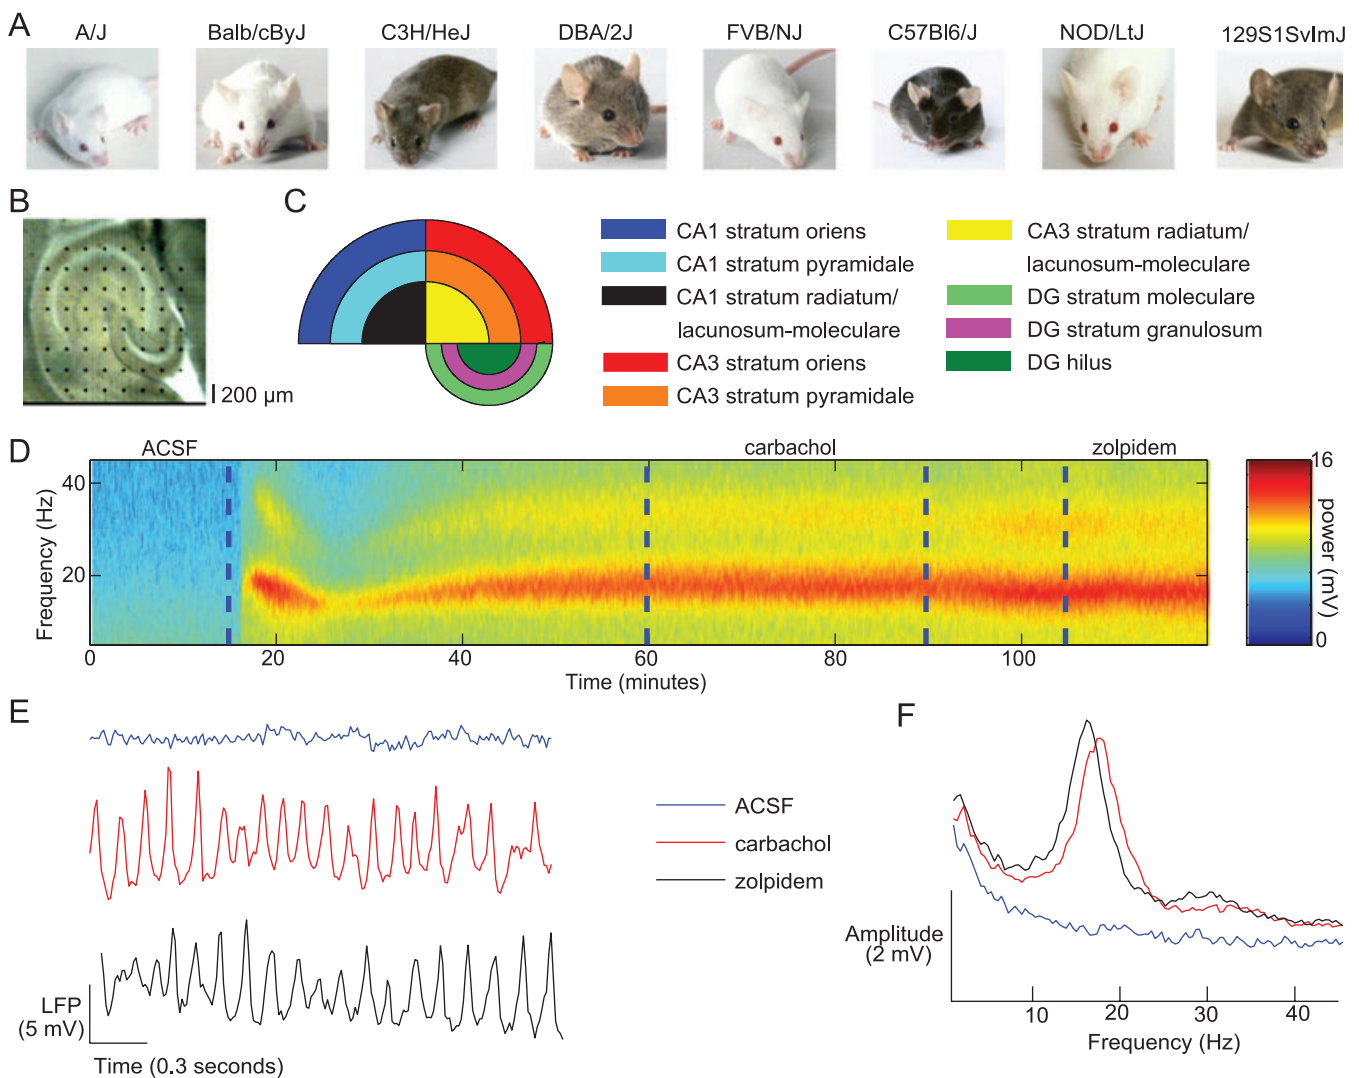 A
A/J
Balb/cByJ
C3H/HeJ
DBA/2J
FVB/NJ
C57Bl6/J
NOD/LtJ
129S1SvImJ
B
200 µm
C
CA1 stratum oriens
CA1 stratum pyramidale
CA1 stratum radiatum/
lacunosum-moleculare
CA3 stratum oriens
CA3 stratum pyramidale
CA3 stratum radiatum/
lacunosum-moleculare
DG stratum moleculare
DG stratum granulosum
DG hilus
D
ACSF
carbachol
zolpidem
Frequency (Hz)
40
20
0
20
40
60
80
100
Time (minutes)
16
power (mV)
0
E
LFP
(5 mV)
Time (0.3 seconds)
ACSF
carbachol
zolpidem
F
Amplitude
(2 mV)
10
20
30
40
Frequency (Hz)